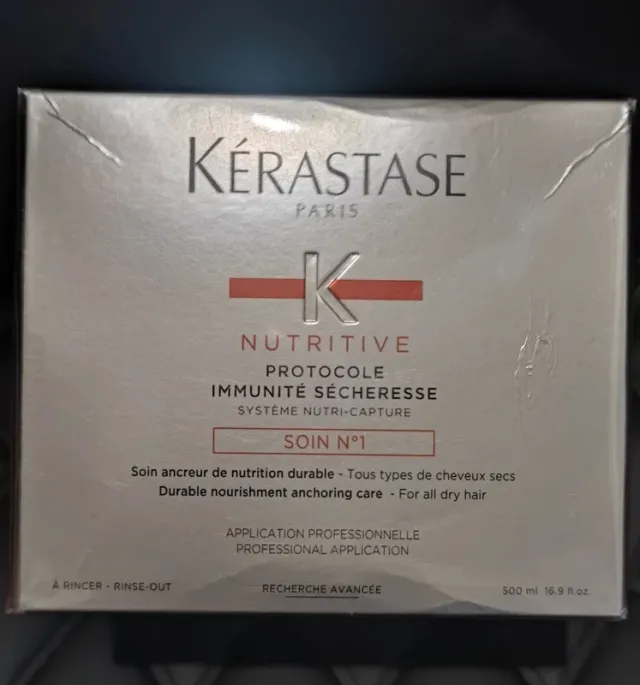 KÉRASTASE
PARIS
K
NUTRITIVE
PROTOCOLE
IMMUNITÉ SÉCHERESSE
SYSTÈME NUTRI-CAPTURE
SOIN N°1
Soin ancreur de nutrition durable - Tous types de cheveux secs
Durable nourishment anchoring care - For all dry hair
APPLICATION PROFESSIONNELLE
PROFESSIONAL APPLICATION
À RINCER - RINSE-OUT
RECHERCHE AVANCÉE
500 ml 16.9 fl.oz.